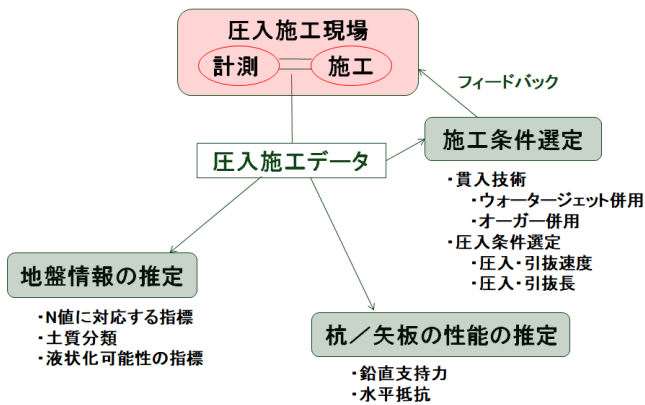 圧入施工現場
計測 施工
フィードバック
圧入施工データ
施工条件選定
・貫入技術
・ウォータージェット併用
・オーガー併用
・圧入条件選定
・圧入・引抜速度
・圧入・引抜長
地盤情報の推定
・N値に対応する指標
・土質分類
・液状化可能性の指標
杭／矢板の性能の推定
・鉛直支持力
・水平抵抗